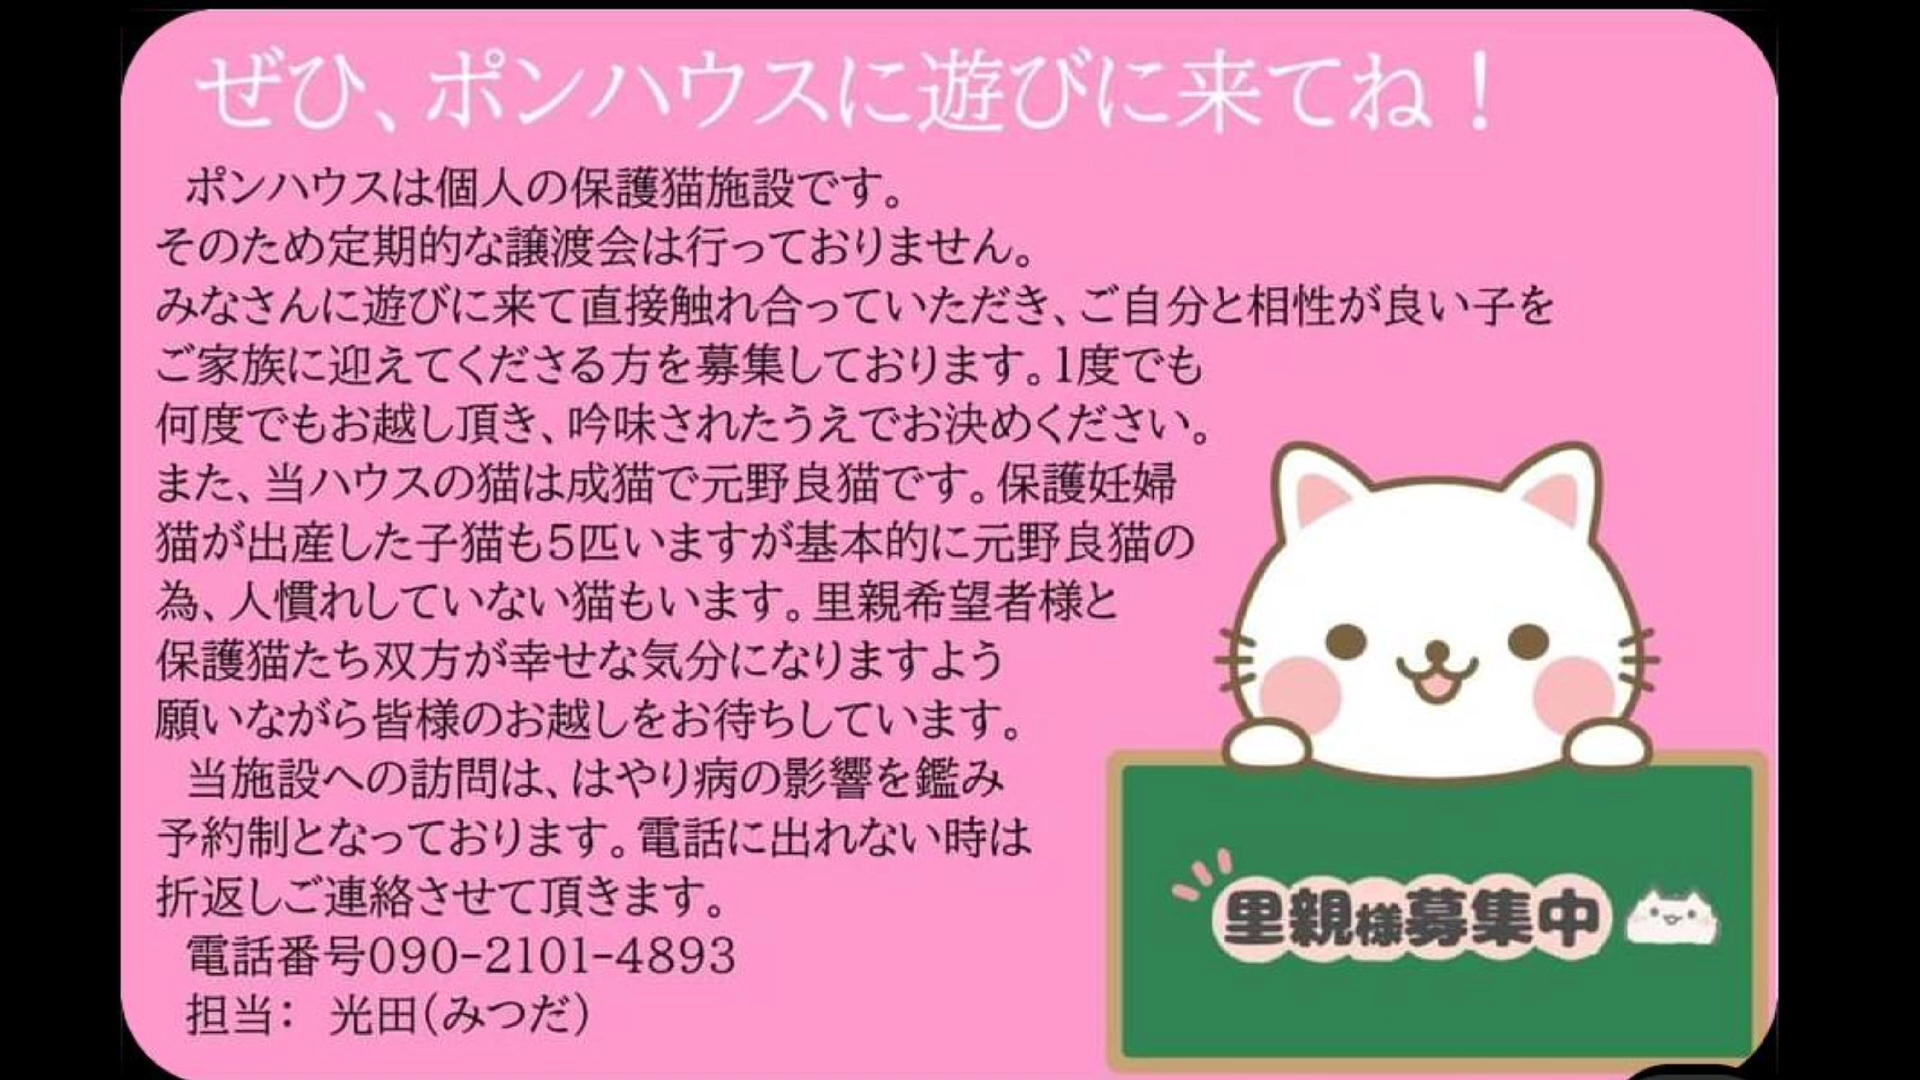 ぜひ、ポンハウスに遊びに来てね！
ポンハウスは個人の保護猫施設です。
そのため定期的な譲渡会は行っておりません。
みなさんに遊びに来て直接触れ合っていただき、ご自分と相性が良い子を
ご家族に迎えてくださる方を募集しております。1度でも
何度でもお越し頂き、吟味されたうえでお決めください。
また、当ハウスの猫は成猫で元野良猫です。保護妊婦
猫が出産した子猫も5匹いますが基本的に元野良猫の
為、人慣れしていない猫もいます。里親希望者様と
保護猫たち双方が幸せな気分になりますよう
願いながら皆様のお越しをお待ちしています。
当施設への訪問は、はやり病の影響を鑑み
予約制となっております。電話に出れない時は
折返しご連絡させて頂きます。
電話番号090-2101-4893
担当： 光田(みつだ)
里親様募集中